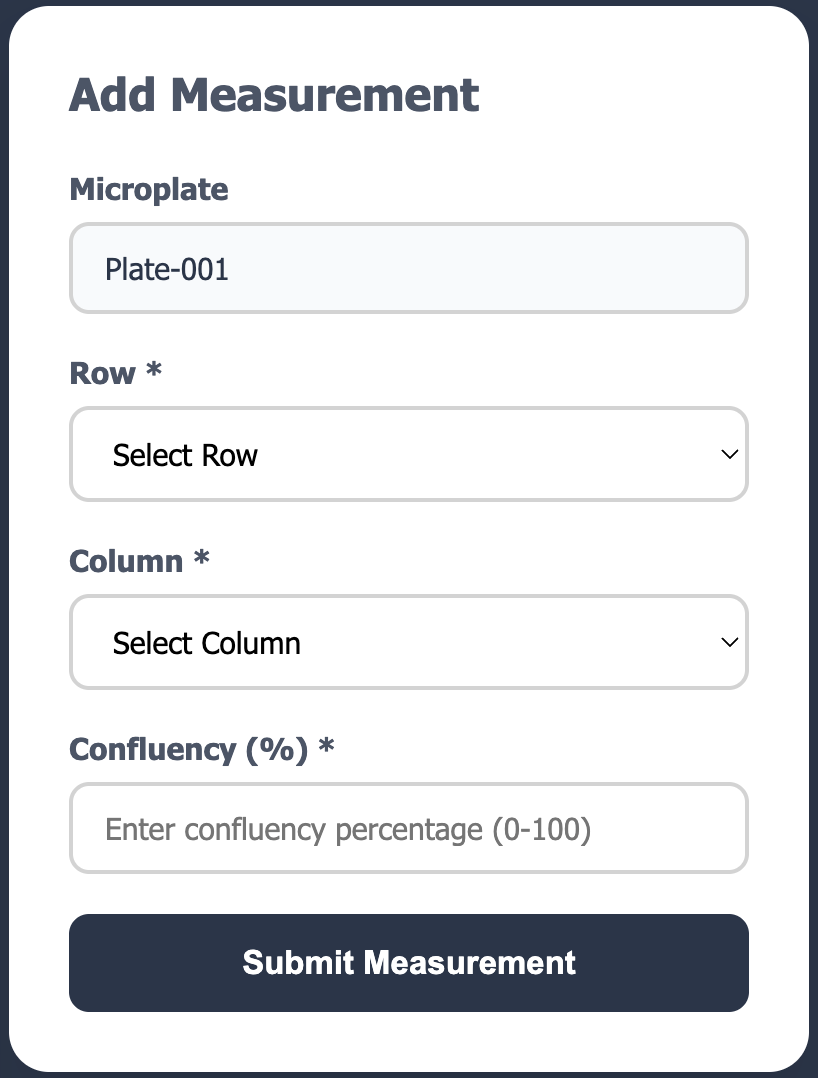 Add Measurement
Microplate
Plate-001
Row *
Select Row
Column *
Select Column
Confluency (%) *
Enter confluency percentage (0-100)
Submit Measurement